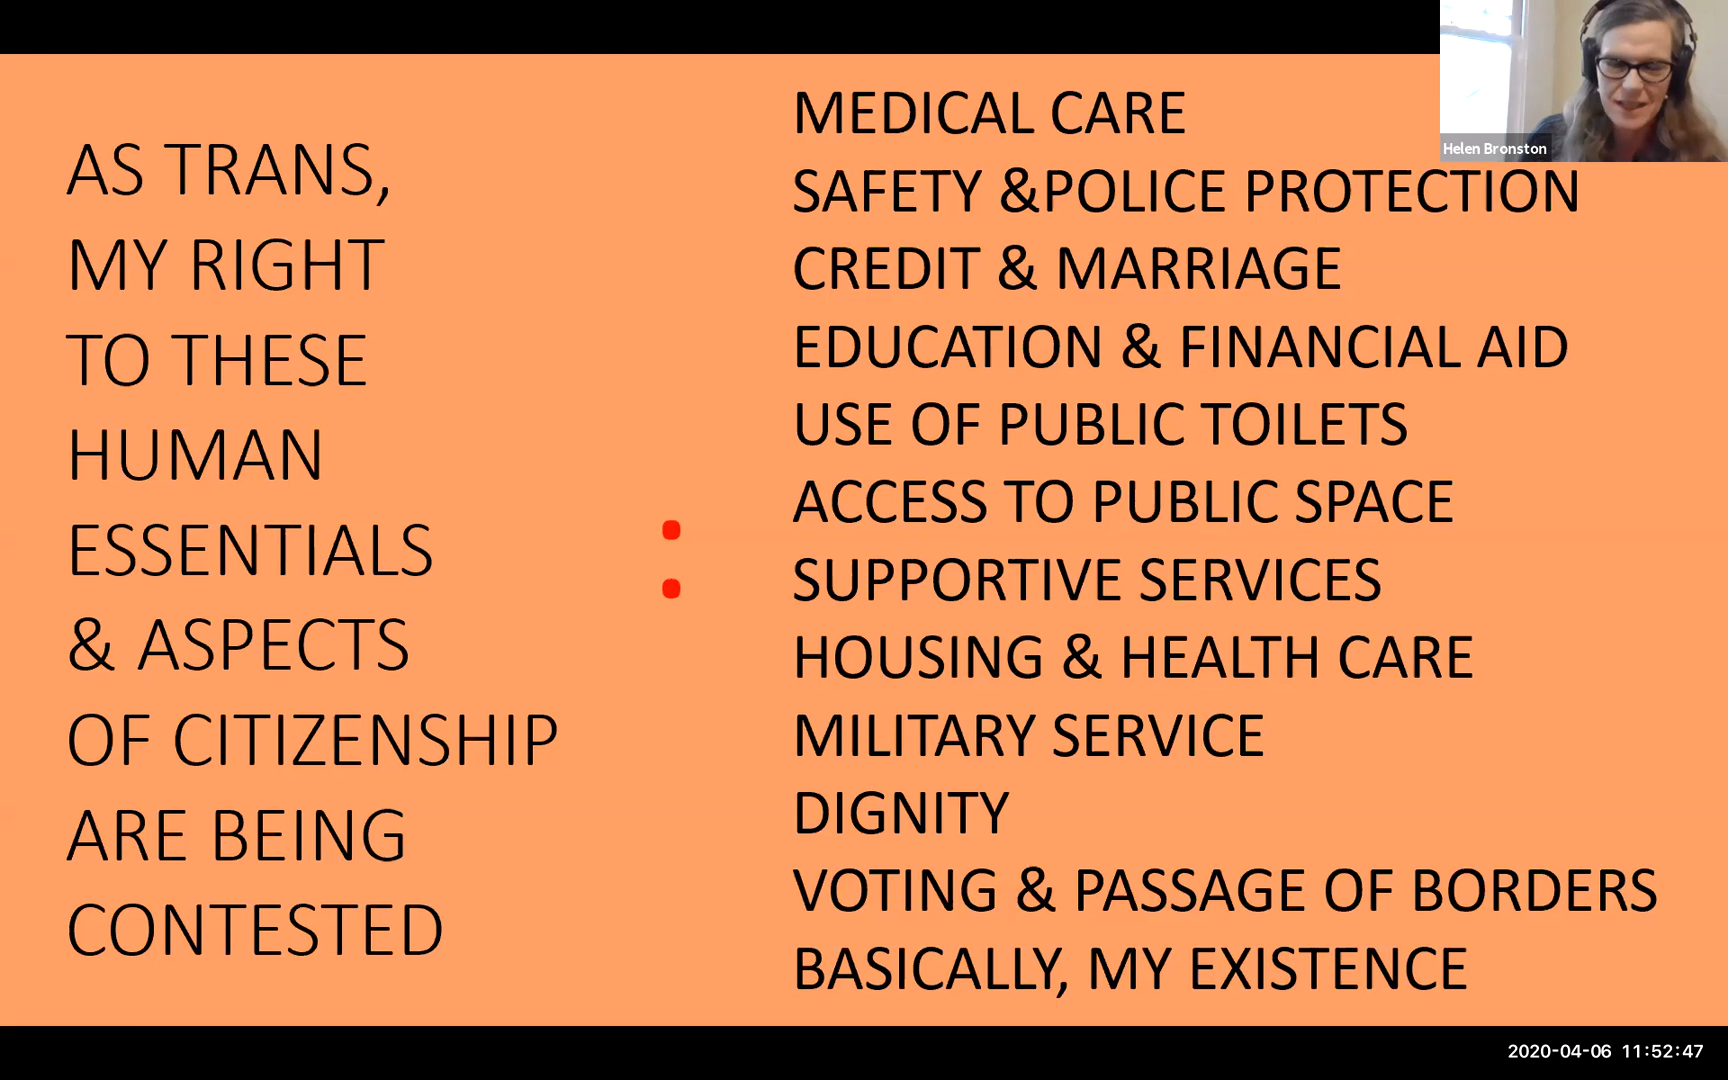 AS TRANS,
MY RIGHT
TO THESE
HUMAN
ESSENTIALS
& ASPECTS
OF CITIZENSHIP
ARE BEING
CONTESTED
:
MEDICAL CARE
SAFETY &POLICE PROTECTION
CREDIT & MARRIAGE
EDUCATION & FINANCIAL AID
USE OF PUBLIC TOILETS
ACCESS TO PUBLIC SPACE
SUPPORTIVE SERVICES
HOUSING & HEALTH CARE
MILITARY SERVICE
DIGNITY
VOTING & PASSAGE OF BORDERS
BASICALLY, MY EXISTENCE
Helen Bronston
2020-04-06 11:52:47